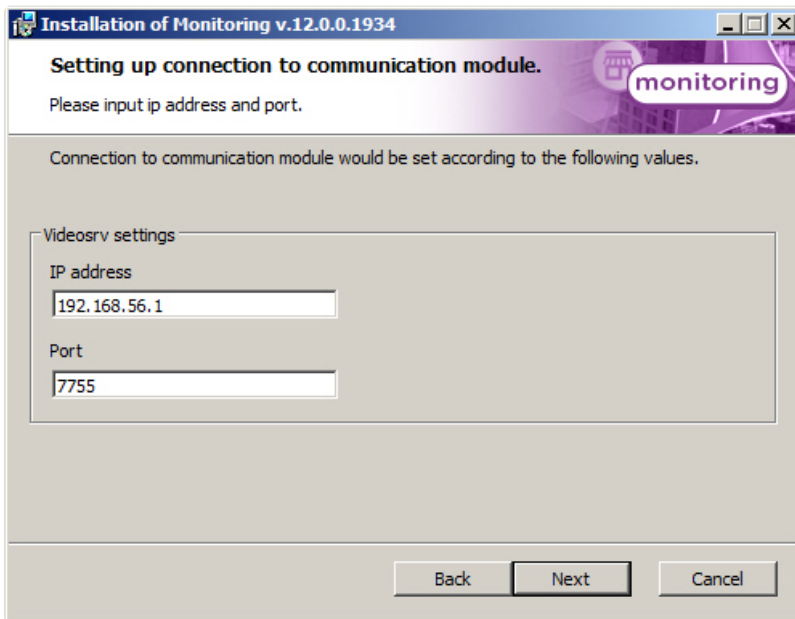 Installation of Monitoring v.12.0.0.1934
Setting up connection to communication module.
Please input ip address and port.
monitoring
Connection to communication module would be set according to the following values.
Videosrv settings
IP address
192.168.56.1
Port
7755
Back Next Cancel